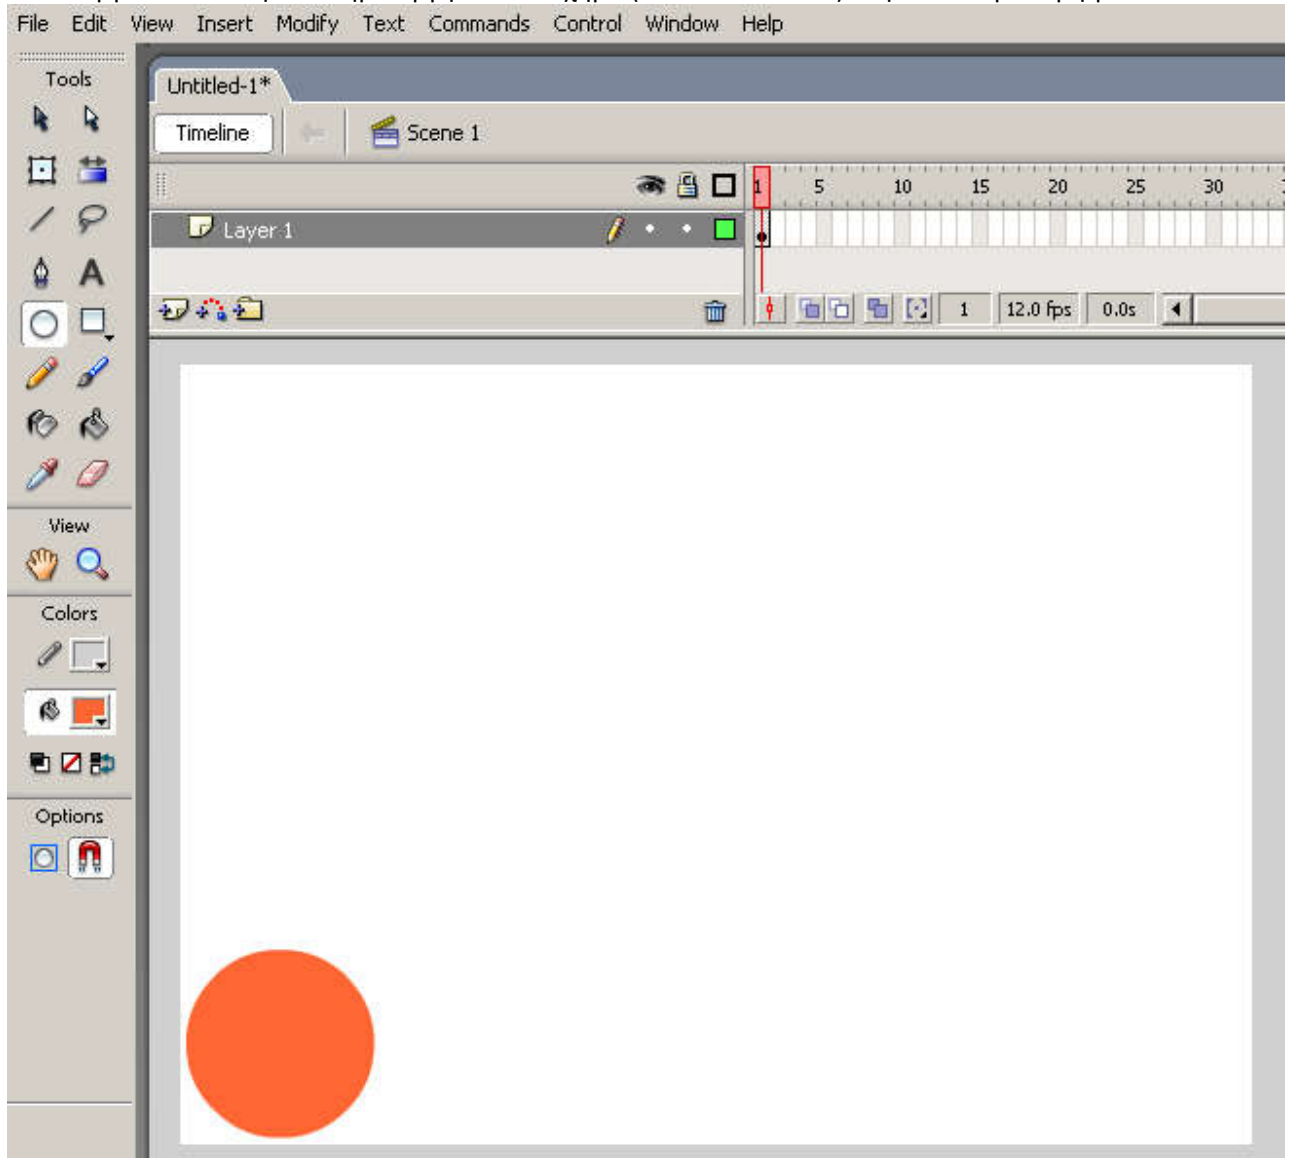 File Edit View Insert Modify Text Commands Control Window Help
Tools
Untitled-1*
Timeline
Scene 1
1 5 10 15 20 25 30
Layer 1
1 12.0 fps 0.0s
View
Colors
Options